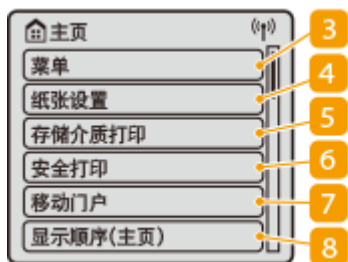 主页
菜单 3
纸张设置 4
存储介质打印 5
安全打印 6
移动门户 7
显示顺序(主页) 8